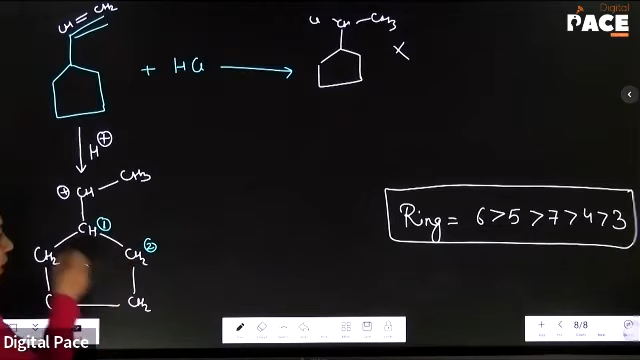 Digital
PACE
CH=CH2
+ HCl
Cl CH-CH3
X
H⊕
⊕ CH-CH3
CH ①
CH2
CH2 ②
CH2
Ring = 6>5>7>4>3
8/8
Digital Pace